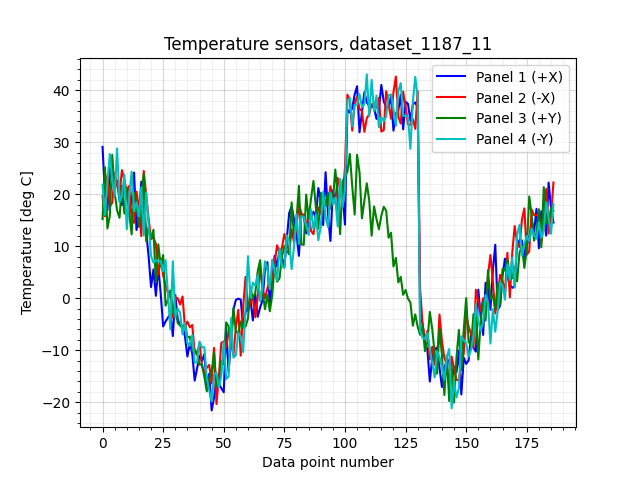 Temperature sensors, dataset_1187_11
Panel 1 (+X)
Panel 2 (-X)
Panel 3 (+Y)
Panel 4 (-Y)
Temperature [deg C]
40
30
20
10
0
−10
−20
0 25 50 75 100 125 150 175
Data point number